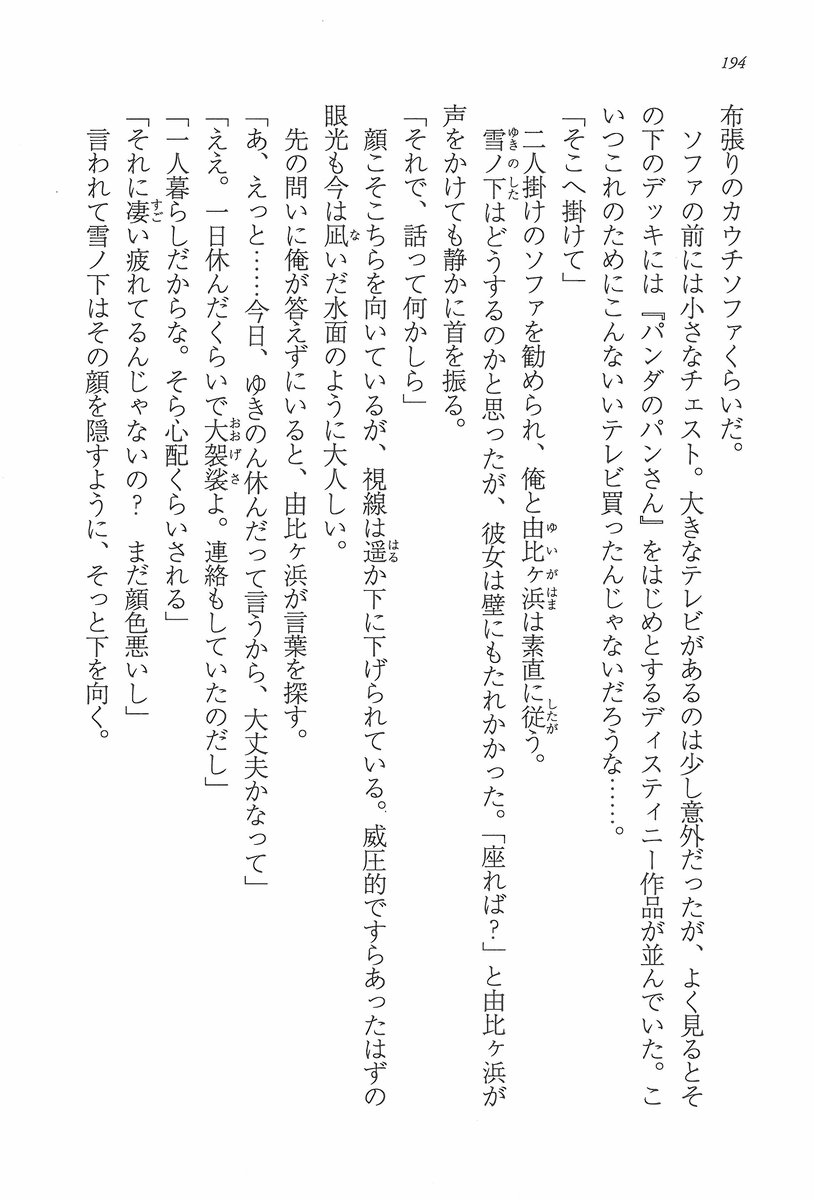 194
布張りのカウチソファくらいだ。
　ソファの前には小さなチェスト。大きなテレビがあるのは少し意外だったが、よく見るとそ
の下のデッキには『パンダのパンさん』をはじめとするディスティニー作品が並んでいた。こ
いつこれのためにこんないいテレビ買ったんじゃないだろうな……。
「そこへ掛けて」
　二人掛けのソファを勧められ、俺と由比ヶ浜は素直に従う。
　雪ノ下はどうするのかと思ったが、彼女は壁にもたれかかった。「座れば？」と由比ヶ浜が
声をかけても静かに首を振る。
「それで、話って何かしら」
　顔こそこちらを向いているが、視線は遥か下に下げられている。威圧的ですらあったはずの
眼光も今は凪いだ水面のように大人しい。
　先の問いに俺が答えずにいると、由比ヶ浜が言葉を探す。
「あ、えっと……今日、ゆきのん休んだって言うから、大丈夫かなって」
「ええ。一日休んだくらいで大袈裟よ。連絡もしていたのだし」
「一人暮らしだからな。そら心配くらいされる」
「それに凄い疲れてるんじゃないの？　まだ顔色悪いし」
　言われて雪ノ下はその顔を隠すように、そっと下を向く。